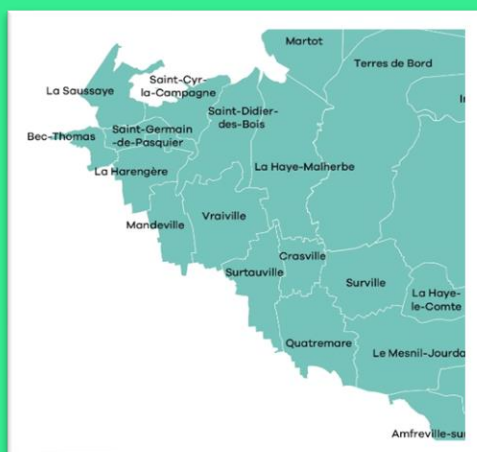 Martot
Terres de Bord
Saint-Cyr-
la-Campagne
La Saussaye
Saint-Didier-
des-Bois
Bec-Thomas
Saint-Germain
-de-Pasquier
La Harengère
La Haye-Malherbe
Vraiville
Mandeville
Crasville
Surtauville
Surville
La Haye-
le-Comte
Quatremare
Le Mesnil-Jourda
Amfreville-sur